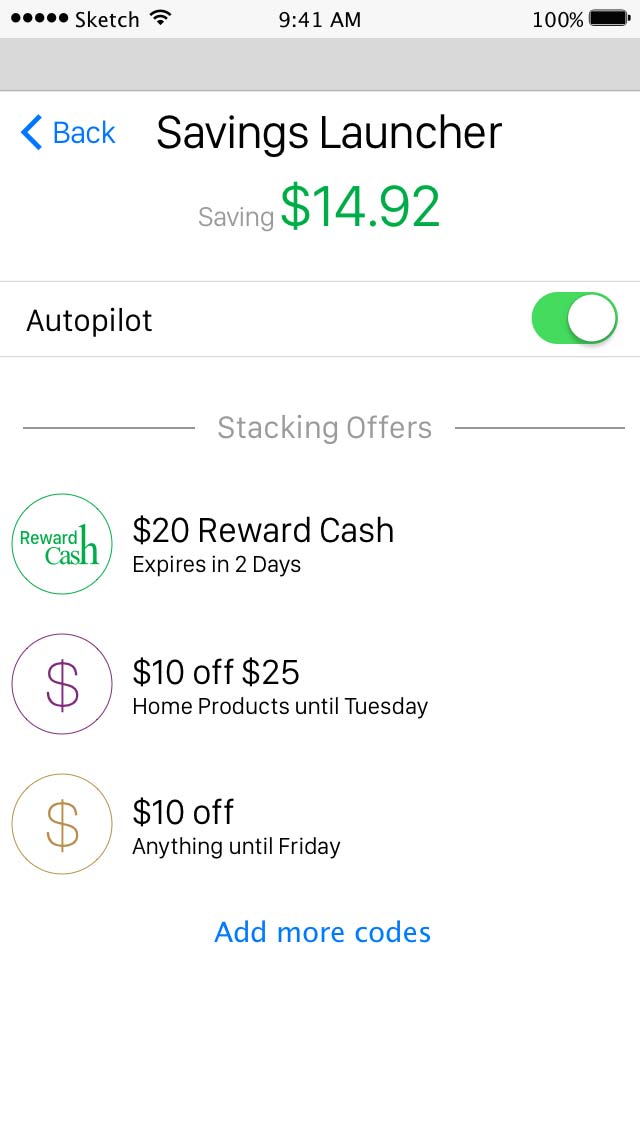 Sketch 9:41 AM 100%
Back Savings Launcher
Saving $14.92
Autopilot
Stacking Offers
Reward
Cash
$20 Reward Cash
Expires in 2 Days
$
$10 off $25
Home Products until Tuesday
$
$10 off
Anything until Friday
Add more codes